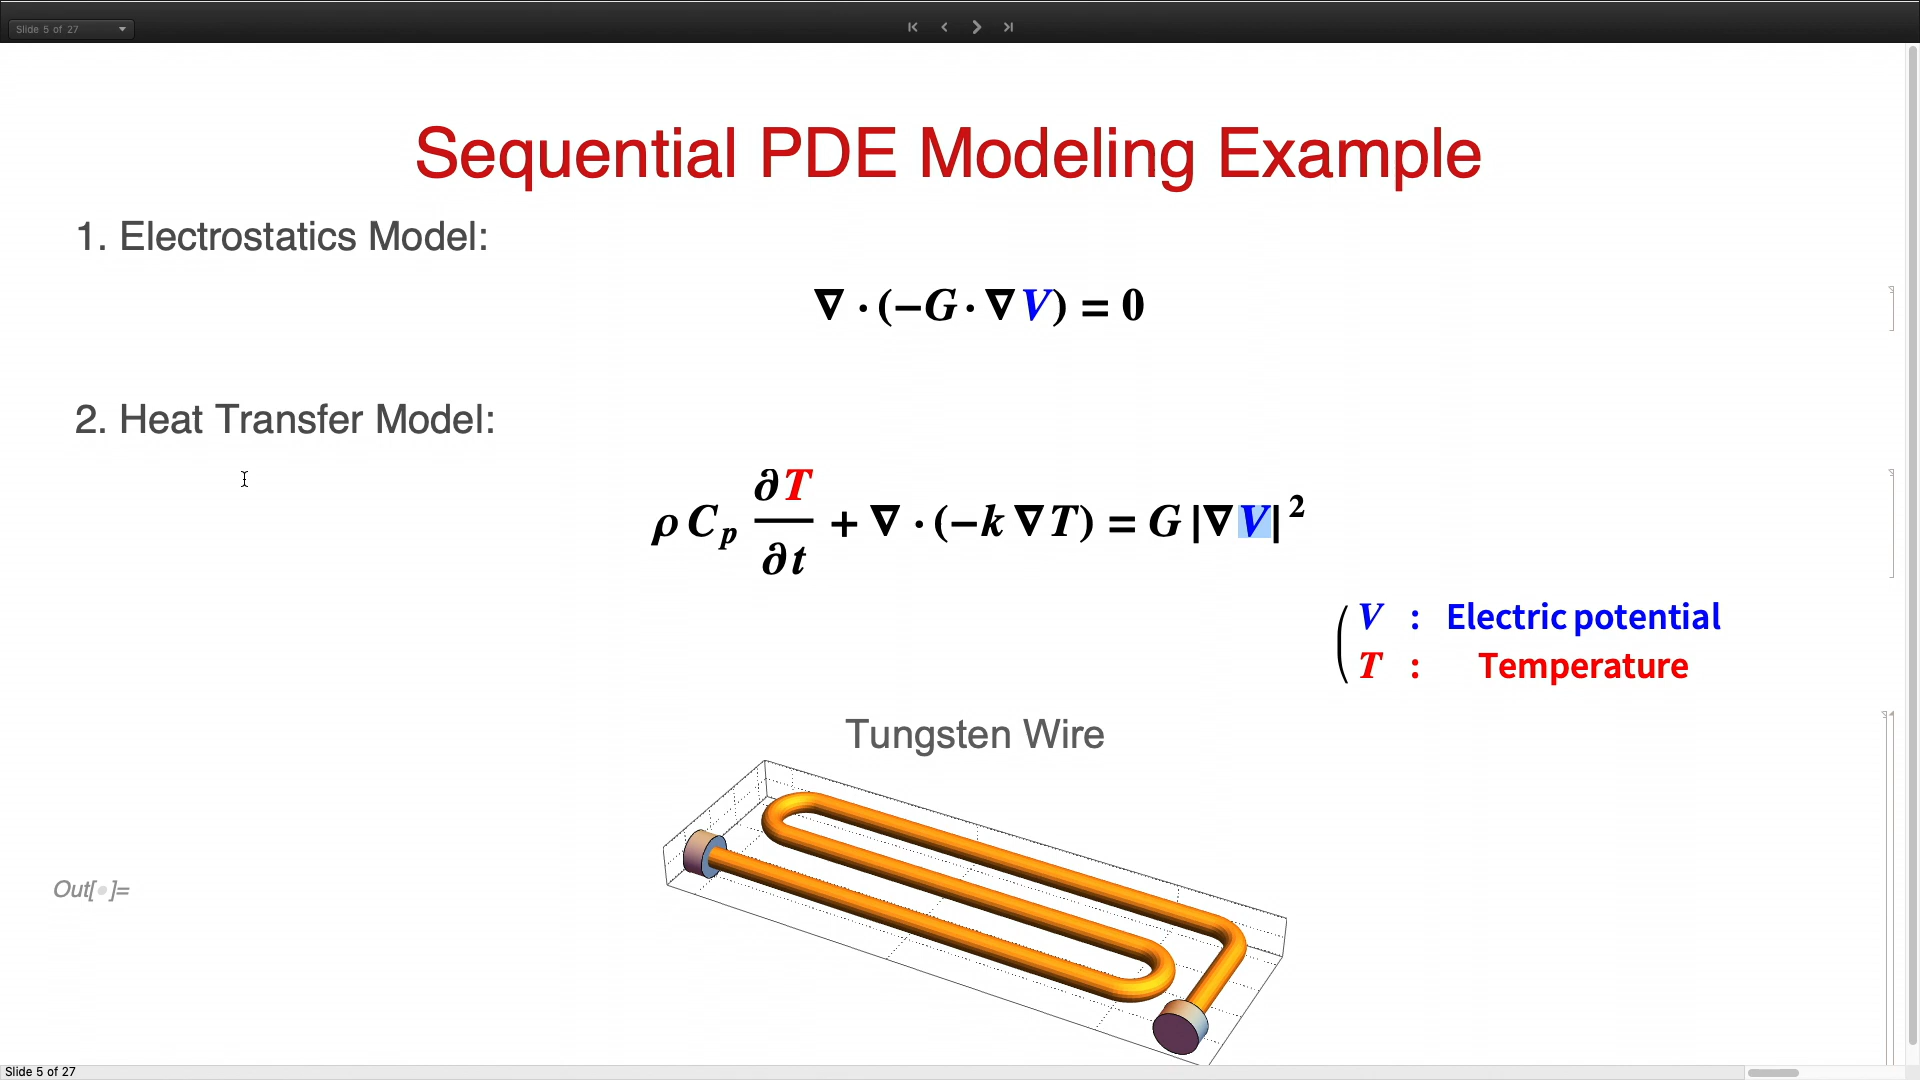 Slide 5 of 27
Sequential PDE Modeling Example
1. Electrostatics Model:
∇ · (−G · ∇ V) = 0
2. Heat Transfer Model:
ρ C_p ∂T/∂t + ∇ · (−k ∇ T) = G |∇ V|²
( V : Electric potential
T : Temperature
Tungsten Wire
Out[•]=
Slide 5 of 27